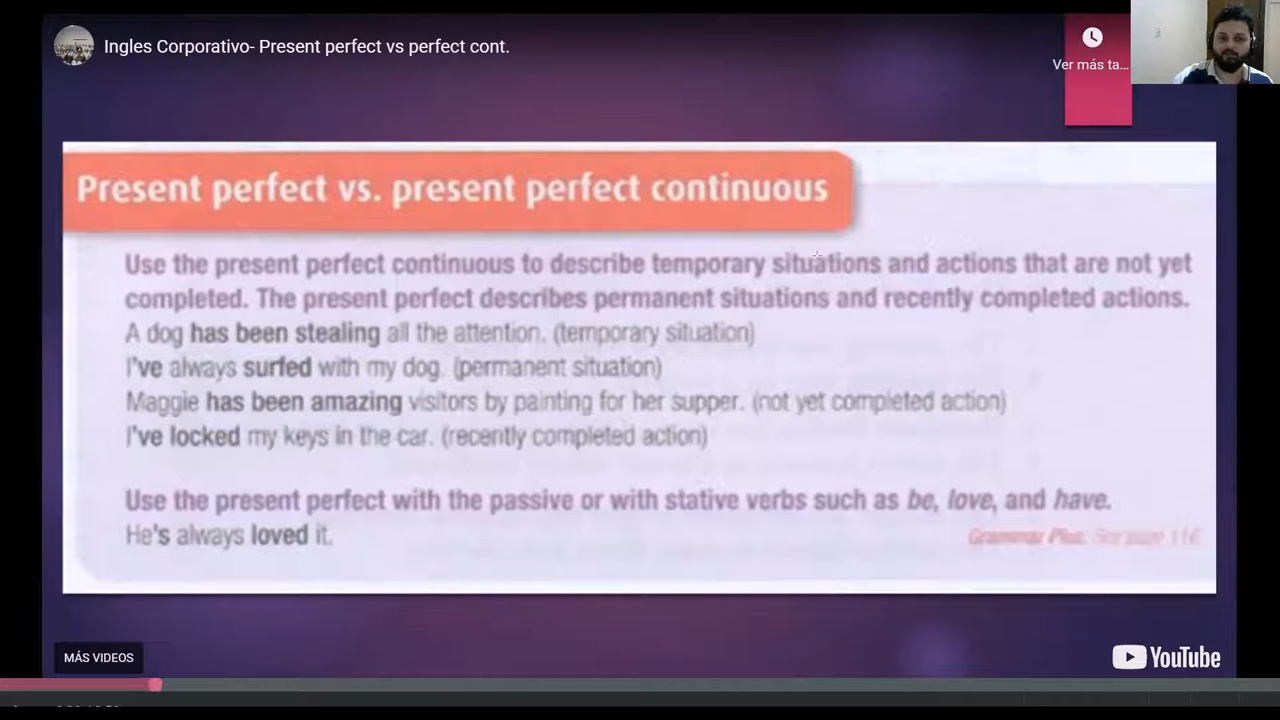 Ingles Corporativo- Present perfect vs perfect cont.
Ver más ta...
Present perfect vs. present perfect continuous
Use the present perfect continuous to describe temporary situations and actions that are not yet
completed. The present perfect describes permanent situations and recently completed actions.
A dog has been stealing all the attention. (temporary situation)
I've always surfed with my dog. (permanent situation)
Maggie has been amazing visitors by painting for her supper. (not yet completed action)
I've locked my keys in the car. (recently completed action)
Use the present perfect with the passive or with stative verbs such as be, love, and have.
He's always loved it.
Grammar Plus: See page 116
MÁS VIDEOS
YouTube